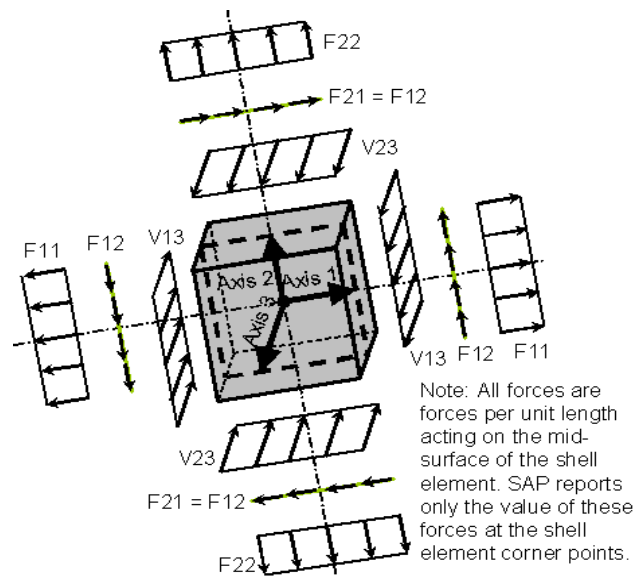 F22
F21 = F12
V23
F11
F12
V13
Axis 2
Axis 1
Axis 3
V13
F12
F11
V23
F21 = F12
F22
Note: All forces are
forces per unit length
acting on the mid-
surface of the shell
element. SAP reports
only the value of these
forces at the shell
element corner points.